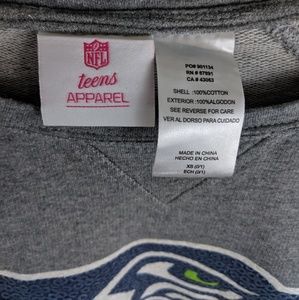 NFL
teens
APPAREL
PO# 901134
RN # 87991
CA # 43063
SHELL :100%COTTON
EXTERIOR :100%ALGODON
SEE REVERSE FOR CARE
VER AL DORSO PARA CUIDADO
MADE IN CHINA
HECHO EN CHINA
XS (0/1)
ECH (0/1)